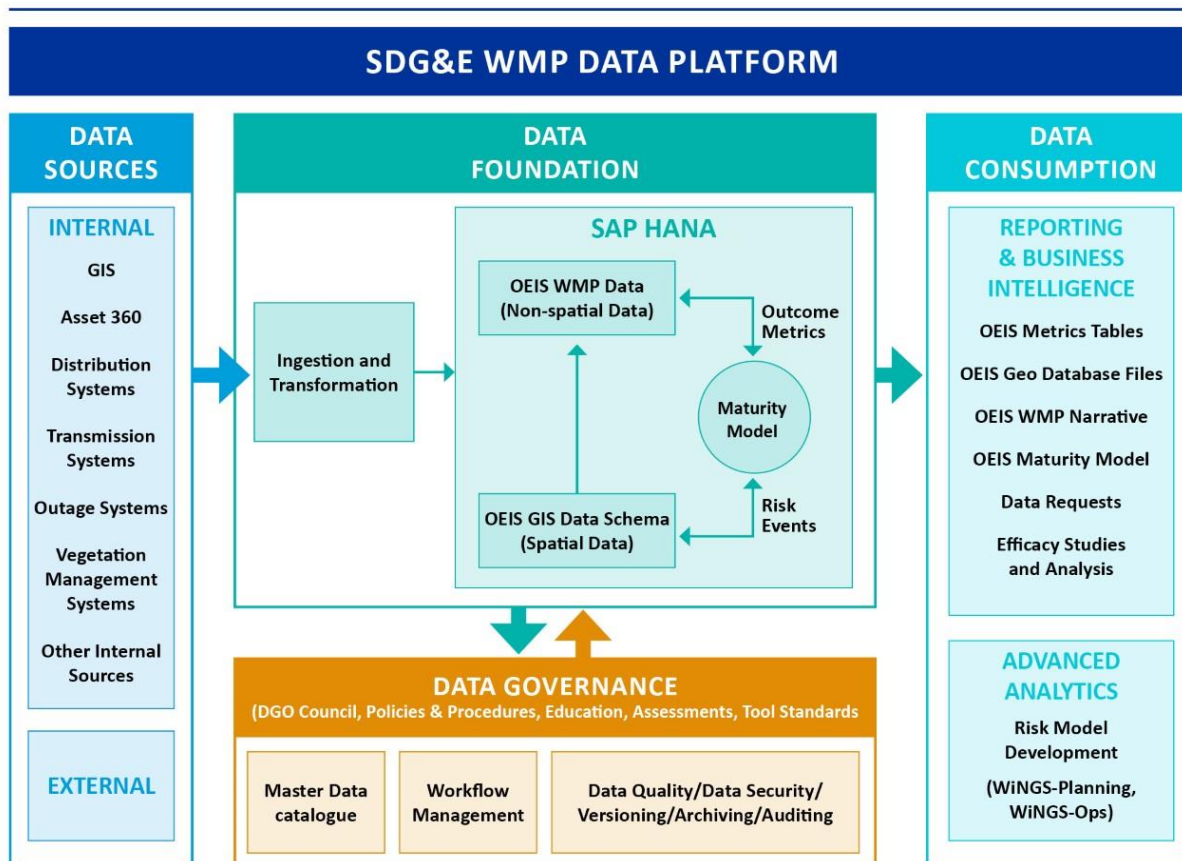 SDG&E WMP DATA PLATFORM
DATA
SOURCES
INTERNAL
GIS
Asset 360
Distribution
Systems
Transmission
Systems
Outage Systems
Vegetation
Management
Systems
Other Internal
Sources
EXTERNAL
DATA
FOUNDATION
Ingestion and
Transformation
SAP HANA
OEIS WMP Data
(Non-spatial Data)
Outcome
Metrics
Maturity
Model
Risk
Events
OEIS GIS Data Schema
(Spatial Data)
DATA GOVERNANCE
(DGO Council, Policies & Procedures, Education, Assessments, Tool Standards
Master Data
catalogue
Workflow
Management
Data Quality/Data Security/
Versioning/Archiving/Auditing
DATA
CONSUMPTION
REPORTING
& BUSINESS
INTELLIGENCE
OEIS Metrics Tables
OEIS Geo Database Files
OEIS WMP Narrative
OEIS Maturity Model
Data Requests
Efficacy Studies
and Analysis
ADVANCED
ANALYTICS
Risk Model
Development
(WiNGS-Planning,
WiNGS-Ops)